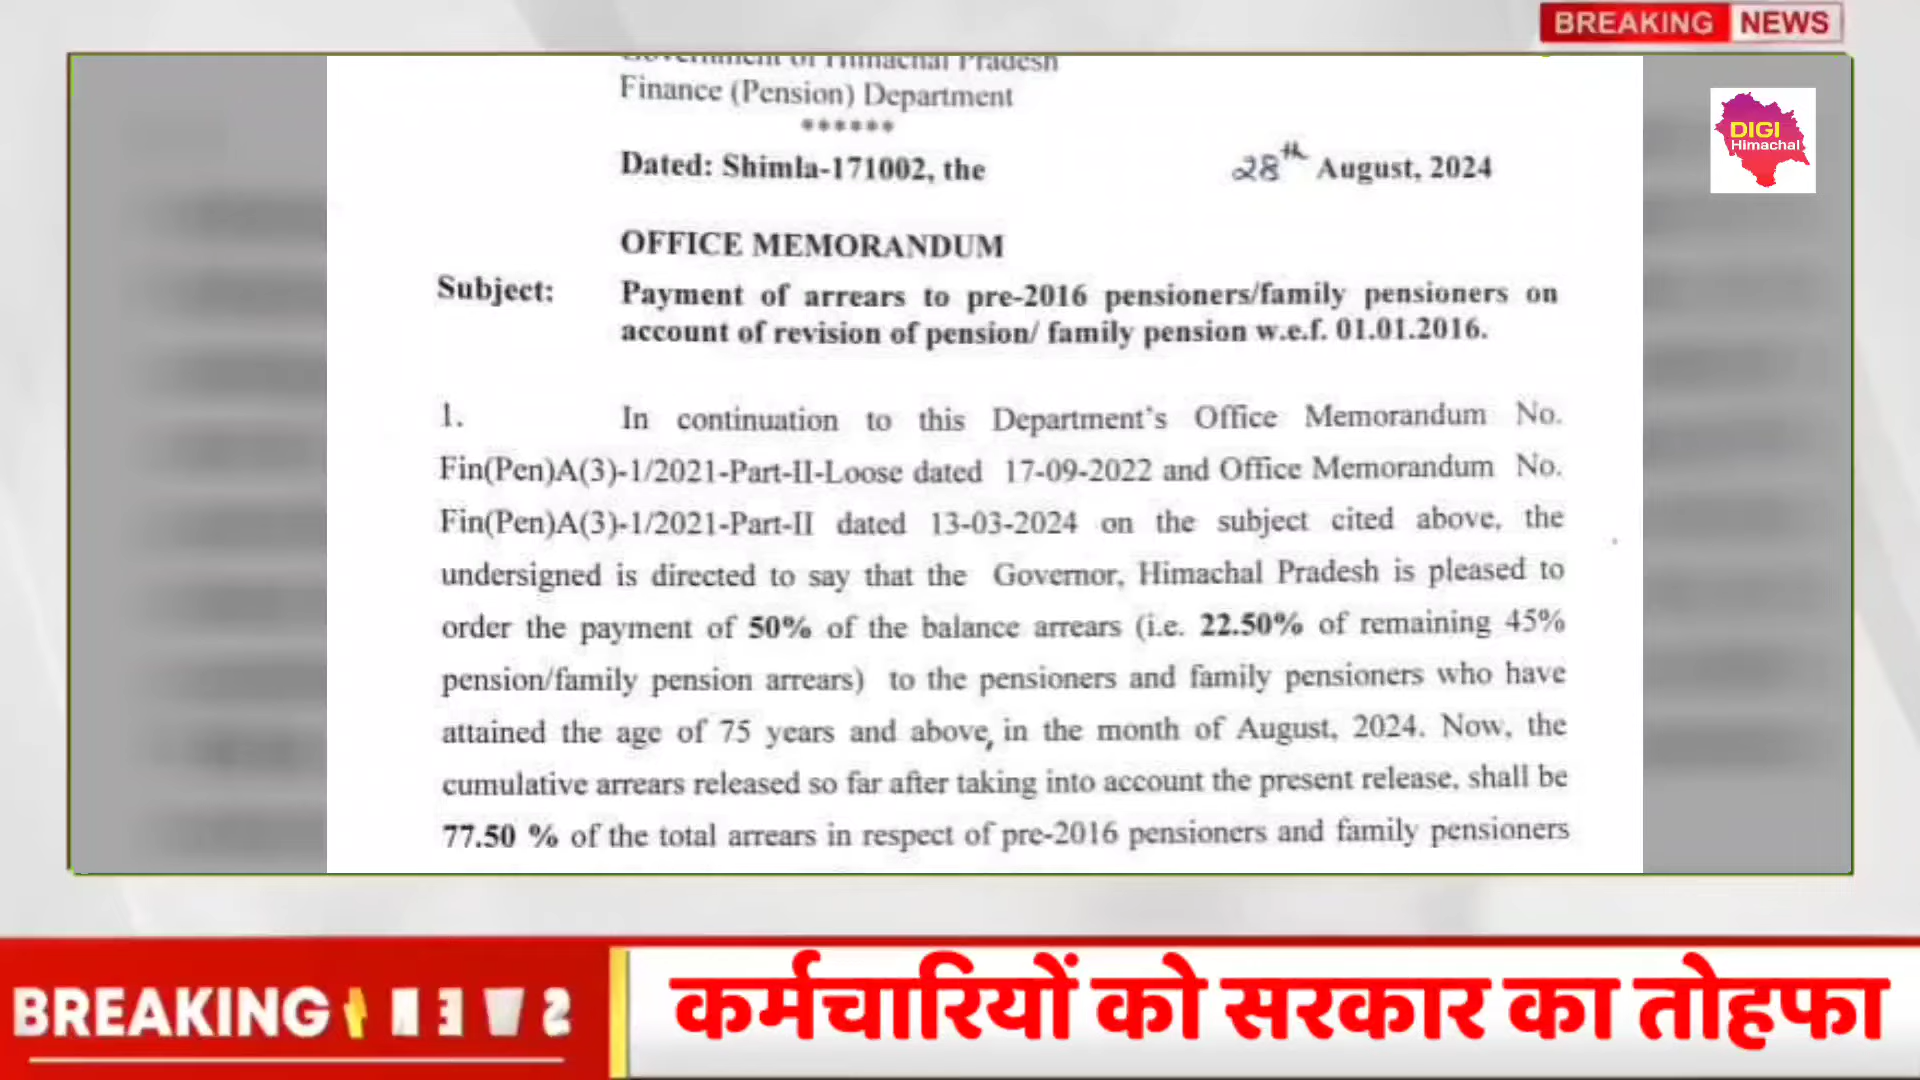 BREAKING NEWS
Government of Himachal Pradesh
Finance (Pension) Department
******
DIGI
Himachal
Dated: Shimla-171002, the 28th August, 2024
OFFICE MEMORANDUM
Subject: Payment of arrears to pre-2016 pensioners/family pensioners on
account of revision of pension/ family pension w.e.f. 01.01.2016.
1. In continuation to this Department's Office Memorandum No.
Fin(Pen)A(3)-1/2021-Part-II-Loose dated 17-09-2022 and Office Memorandum No.
Fin(Pen)A(3)-1/2021-Part-II dated 13-03-2024 on the subject cited above, the
undersigned is directed to say that the Governor, Himachal Pradesh is pleased to
order the payment of 50% of the balance arrears (i.e. 22.50% of remaining 45%
pension/family pension arrears) to the pensioners and family pensioners who have
attained the age of 75 years and above, in the month of August, 2024. Now, the
cumulative arrears released so far after taking into account the present release, shall be
77.50 % of the total arrears in respect of pre-2016 pensioners and family pensioners
BREAKING NEWS
कर्मचारियों को सरकार का तोहफा